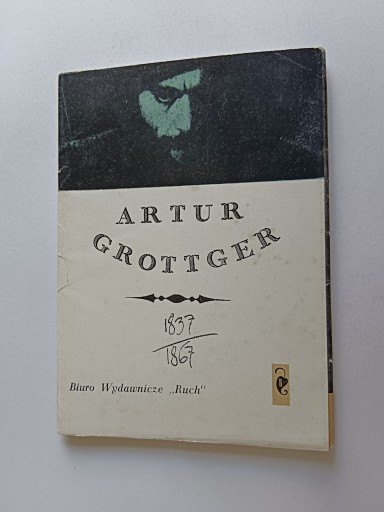 ARTUR
GROTTGER
1837
1867
Biuro Wydawnicze „Ruch“